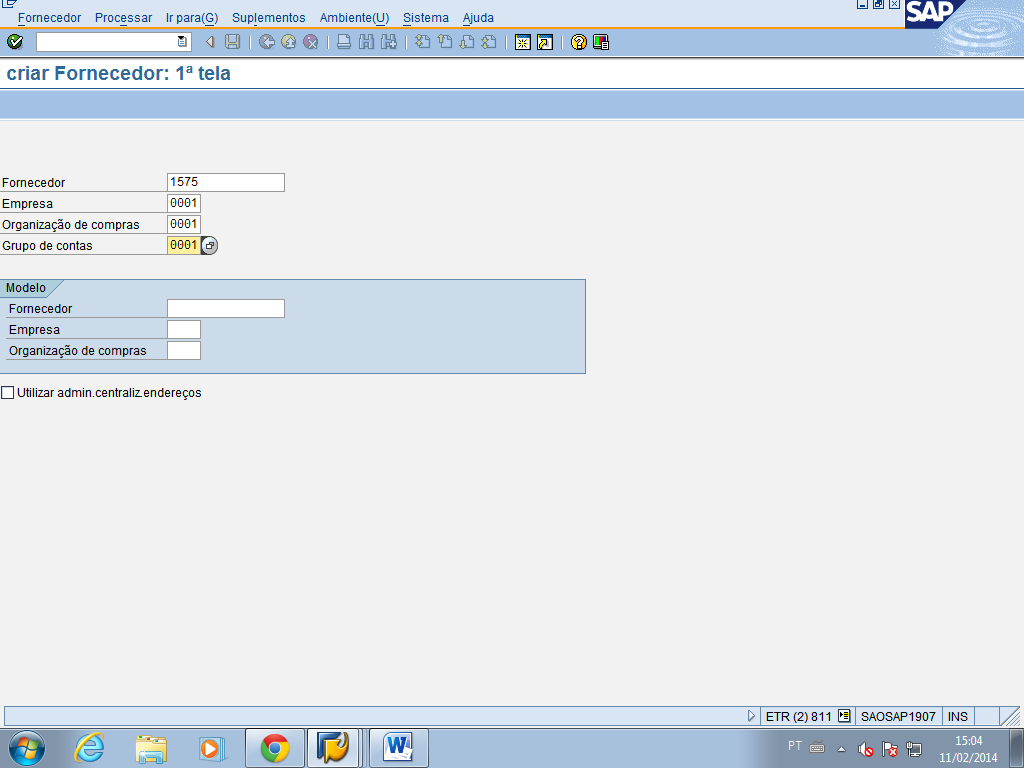 Fornecedor Processar Ir para(G) Suplementos Ambiente(U) Sistema Ajuda
SAP
criar Fornecedor: 1ª tela
Fornecedor 1575
Empresa 0001
Organização de compras 0001
Grupo de contas 0001
Modelo
Fornecedor
Empresa
Organização de compras
Utilizar admin.centraliz.endereços
ETR (2) 811 SAOSAP1907 INS
PT 15:04
11/02/2014